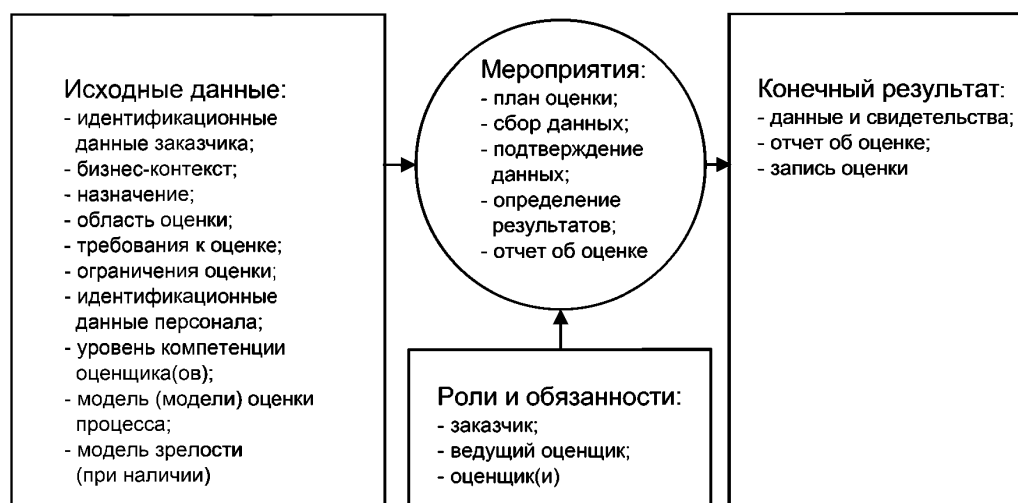 Исходные данные:
- идентификационные
данные заказчика;
- бизнес-контекст;
- назначение;
- область оценки;
- требования к оценке;
- ограничения оценки;
- идентификационные
данные персонала;
- уровень компетенции
оценщика(ов);
- модель (модели) оценки
процесса;
- модель зрелости
(при наличии)
Мероприятия:
- план оценки;
- сбор данных;
- подтверждение
данных;
- определение
результатов;
- отчет об оценке
Роли и обязанности:
- заказчик;
- ведущий оценщик;
- оценщик(и)
Конечный результат:
- данные и свидетельства;
- отчет об оценке;
- запись оценки